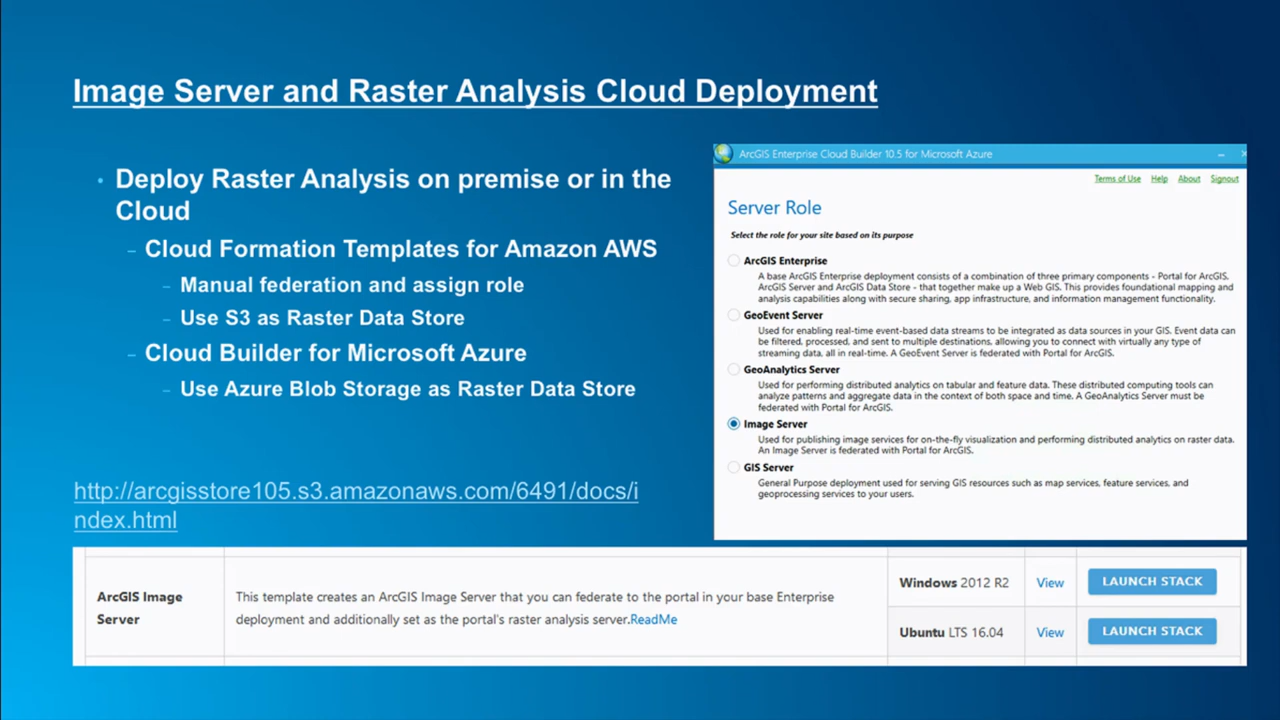 Image Server and Raster Analysis Cloud Deployment
• Deploy Raster Analysis on premise or in the
Cloud
– Cloud Formation Templates for Amazon AWS
– Manual federation and assign role
– Use S3 as Raster Data Store
– Cloud Builder for Microsoft Azure
– Use Azure Blob Storage as Raster Data Store
http://arcgisstore105.s3.amazonaws.com/6491/docs/i
ndex.html
ArcGIS Enterprise Cloud Builder 10.5 for Microsoft Azure
Terms of Use Help About Signout
Server Role
Select the role for your site based on its purpose
ArcGIS Enterprise
A base ArcGIS Enterprise deployment consists of a combination of three primary components - Portal for ArcGIS.
ArcGIS Server and ArcGIS Data Store - that together make up a Web GIS. This provides foundational mapping and
analysis capabilities along with secure sharing, app infrastructure, and information management functionality.
GeoEvent Server
Used for enabling real-time event-based data streams to be integrated as data sources in your GIS. Event data can
be filtered, processed, and sent to multiple destinations, allowing you to connect with virtually any type of
streaming data, all in real-time. A GeoEvent Server is federated with Portal for ArcGIS.
GeoAnalytics Server
Used for performing distributed analytics on tabular and feature data. These distributed computing tools can
analyze patterns and aggregate data in the context of both space and time. A GeoAnalytics Server must be
federated with Portal for ArcGIS.
Image Server
Used for publishing image services for on-the-fly visualization and performing distributed analytics on raster data.
An Image Server is federated with Portal for ArcGIS.
GIS Server
General Purpose deployment used for serving GIS resources such as map services, feature services, and
geoprocessing services to your users.
ArcGIS Image
Server
This template creates an ArcGIS Image Server that you can federate to the portal in your base Enterprise
deployment and additionally set as the portal's raster analysis server.ReadMe
Windows 2012 R2 View LAUNCH STACK
Ubuntu LTS 16.04 View LAUNCH STACK